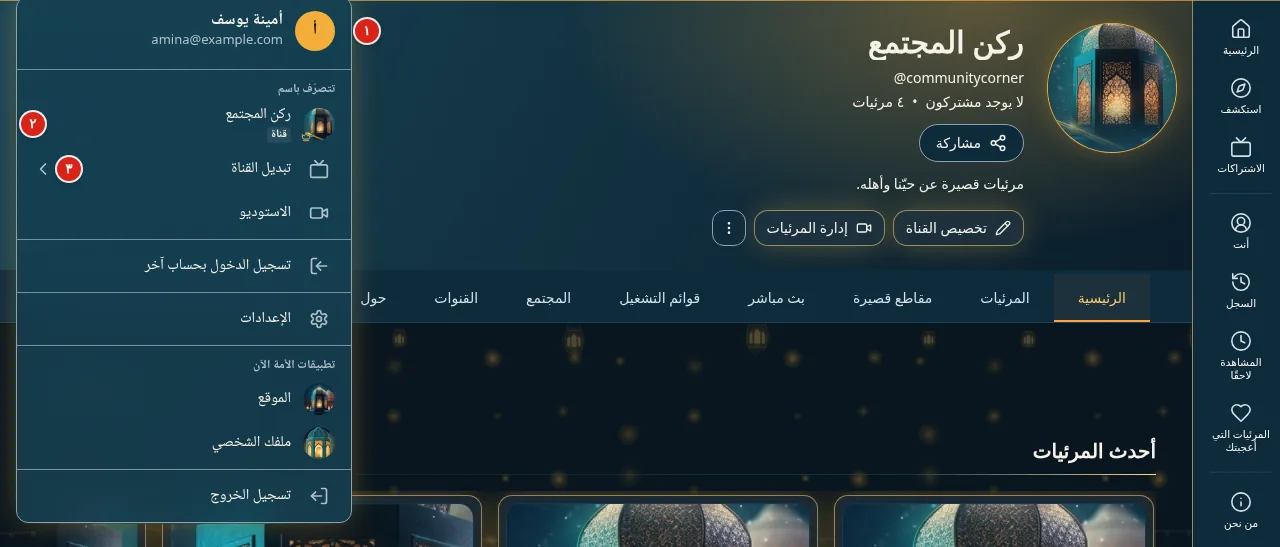 الرئيسية
استكشف
الاشتراكات
أنت
السجل
المشاهدة
لاحقًا
المرئيات التي
أعجبتك
من نحن
ركن المجتمع
@communitycorner
لا يوجد مشتركون • ٤ مرئيات
مشاركة
مرئيات قصيرة عن حيّنا وأهله.
تخصيص القناة
إدارة المرئيات
الرئيسية
المرئيات
مقاطع قصيرة
بث مباشر
قوائم التشغيل
المجتمع
القنوات
حول
أحدث المرئيات
١
أ
أمينة يوسف
amina@example.com
تتصرّف باسم
ركن المجتمع
قناة
٢
تبديل القناة
٣
الاستوديو
تسجيل الدخول بحساب آخر
الإعدادات
تطبيقات الأمة الآن
الموقع
ملفك الشخصي
تسجيل الخروج